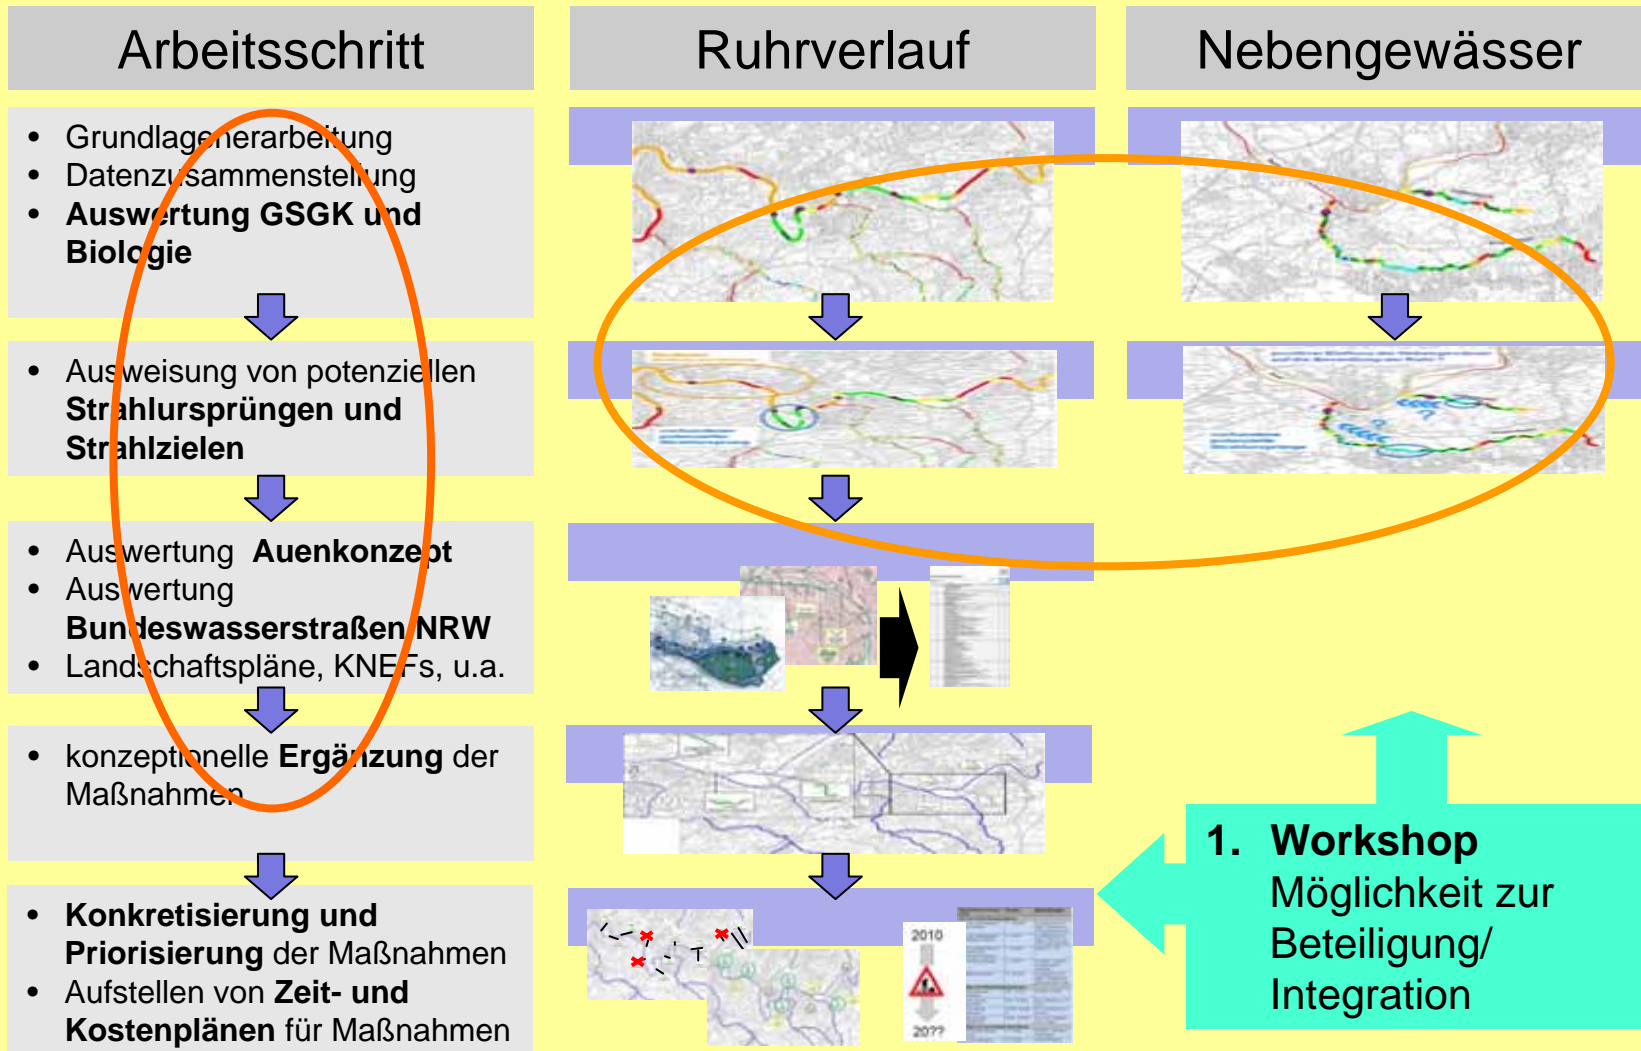 Arbeitsschritt
Ruhrverlauf
Nebengewässer
• Grundlagenerarbeitung
• Datenzusammenstellung
• Auswertung GSGK und
Biologie
• Ausweisung von potenziellen
Strahlursprüngen und
Strahlzielen
• Auswertung Auenkonzept
• Auswertung
Bundeswasserstraßen NRW
• Landschaftspläne, KNEFs, u.a.
• konzeptionelle Ergänzung der
Maßnahmen
• Konkretisierung und
Priorisierung der Maßnahmen
• Aufstellen von Zeit- und
Kostenplänen für Maßnahmen
2010
20??
1. Workshop
Möglichkeit zur
Beteiligung/
Integration